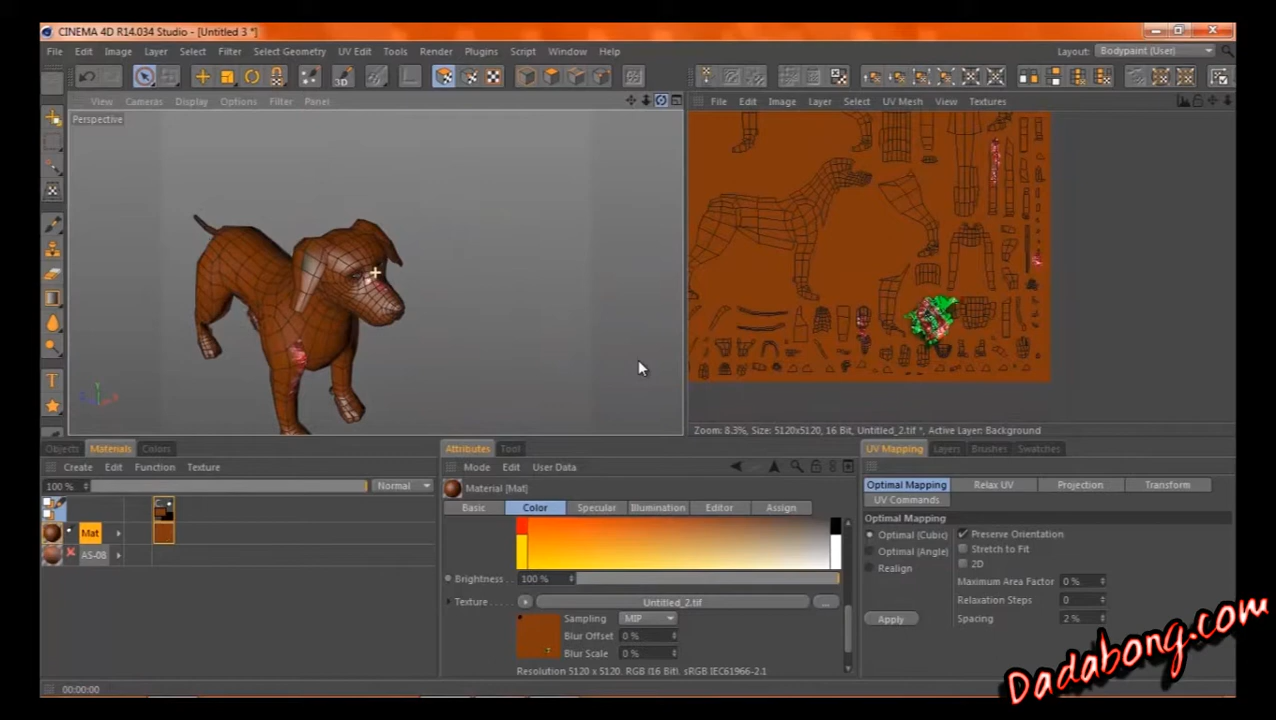 CINEMA 4D R14.034 Studio - [Untitled 3 *]
File Edit Image Layer Select Filter Select Geometry UV Edit Tools Render Plugins Script Window Help
Layout: Bodypaint (User)
View Cameras Display Options Filter Panel
File Edit Image Layer Select UV Mesh View Textures
Perspective
Zoom: 8.3%, Size: 5120x5120, 16 Bit, Untitled_2.tif *, Active Layer: Background
Objects Materials Colors
Attributes Tool
UV Mapping Layers Brushes Swatches
Create Edit Function Texture
Mode Edit User Data
100 % Normal
Material [Mat]
Optimal Mapping Relax UV Projection Transform
UV Commands
Basic Color Specular Illumination Editor Assign
Optimal Mapping
Mat
AS-08
Optimal (Cubic) Preserve Orientation
Optimal (Angle) Stretch to Fit
Realign 2D
Brightness . . 100 %
Maximum Area Factor 0 %
Texture . . . . Untitled_2.tif ...
Relaxation Steps 0
Sampling MIP
Apply Spacing 2 %
Blur Offset 0 %
Blur Scale 0 %
Resolution 5120 x 5120, RGB (16 Bit), sRGB IEC61966-2.1
00:00:00
Dadabong.com